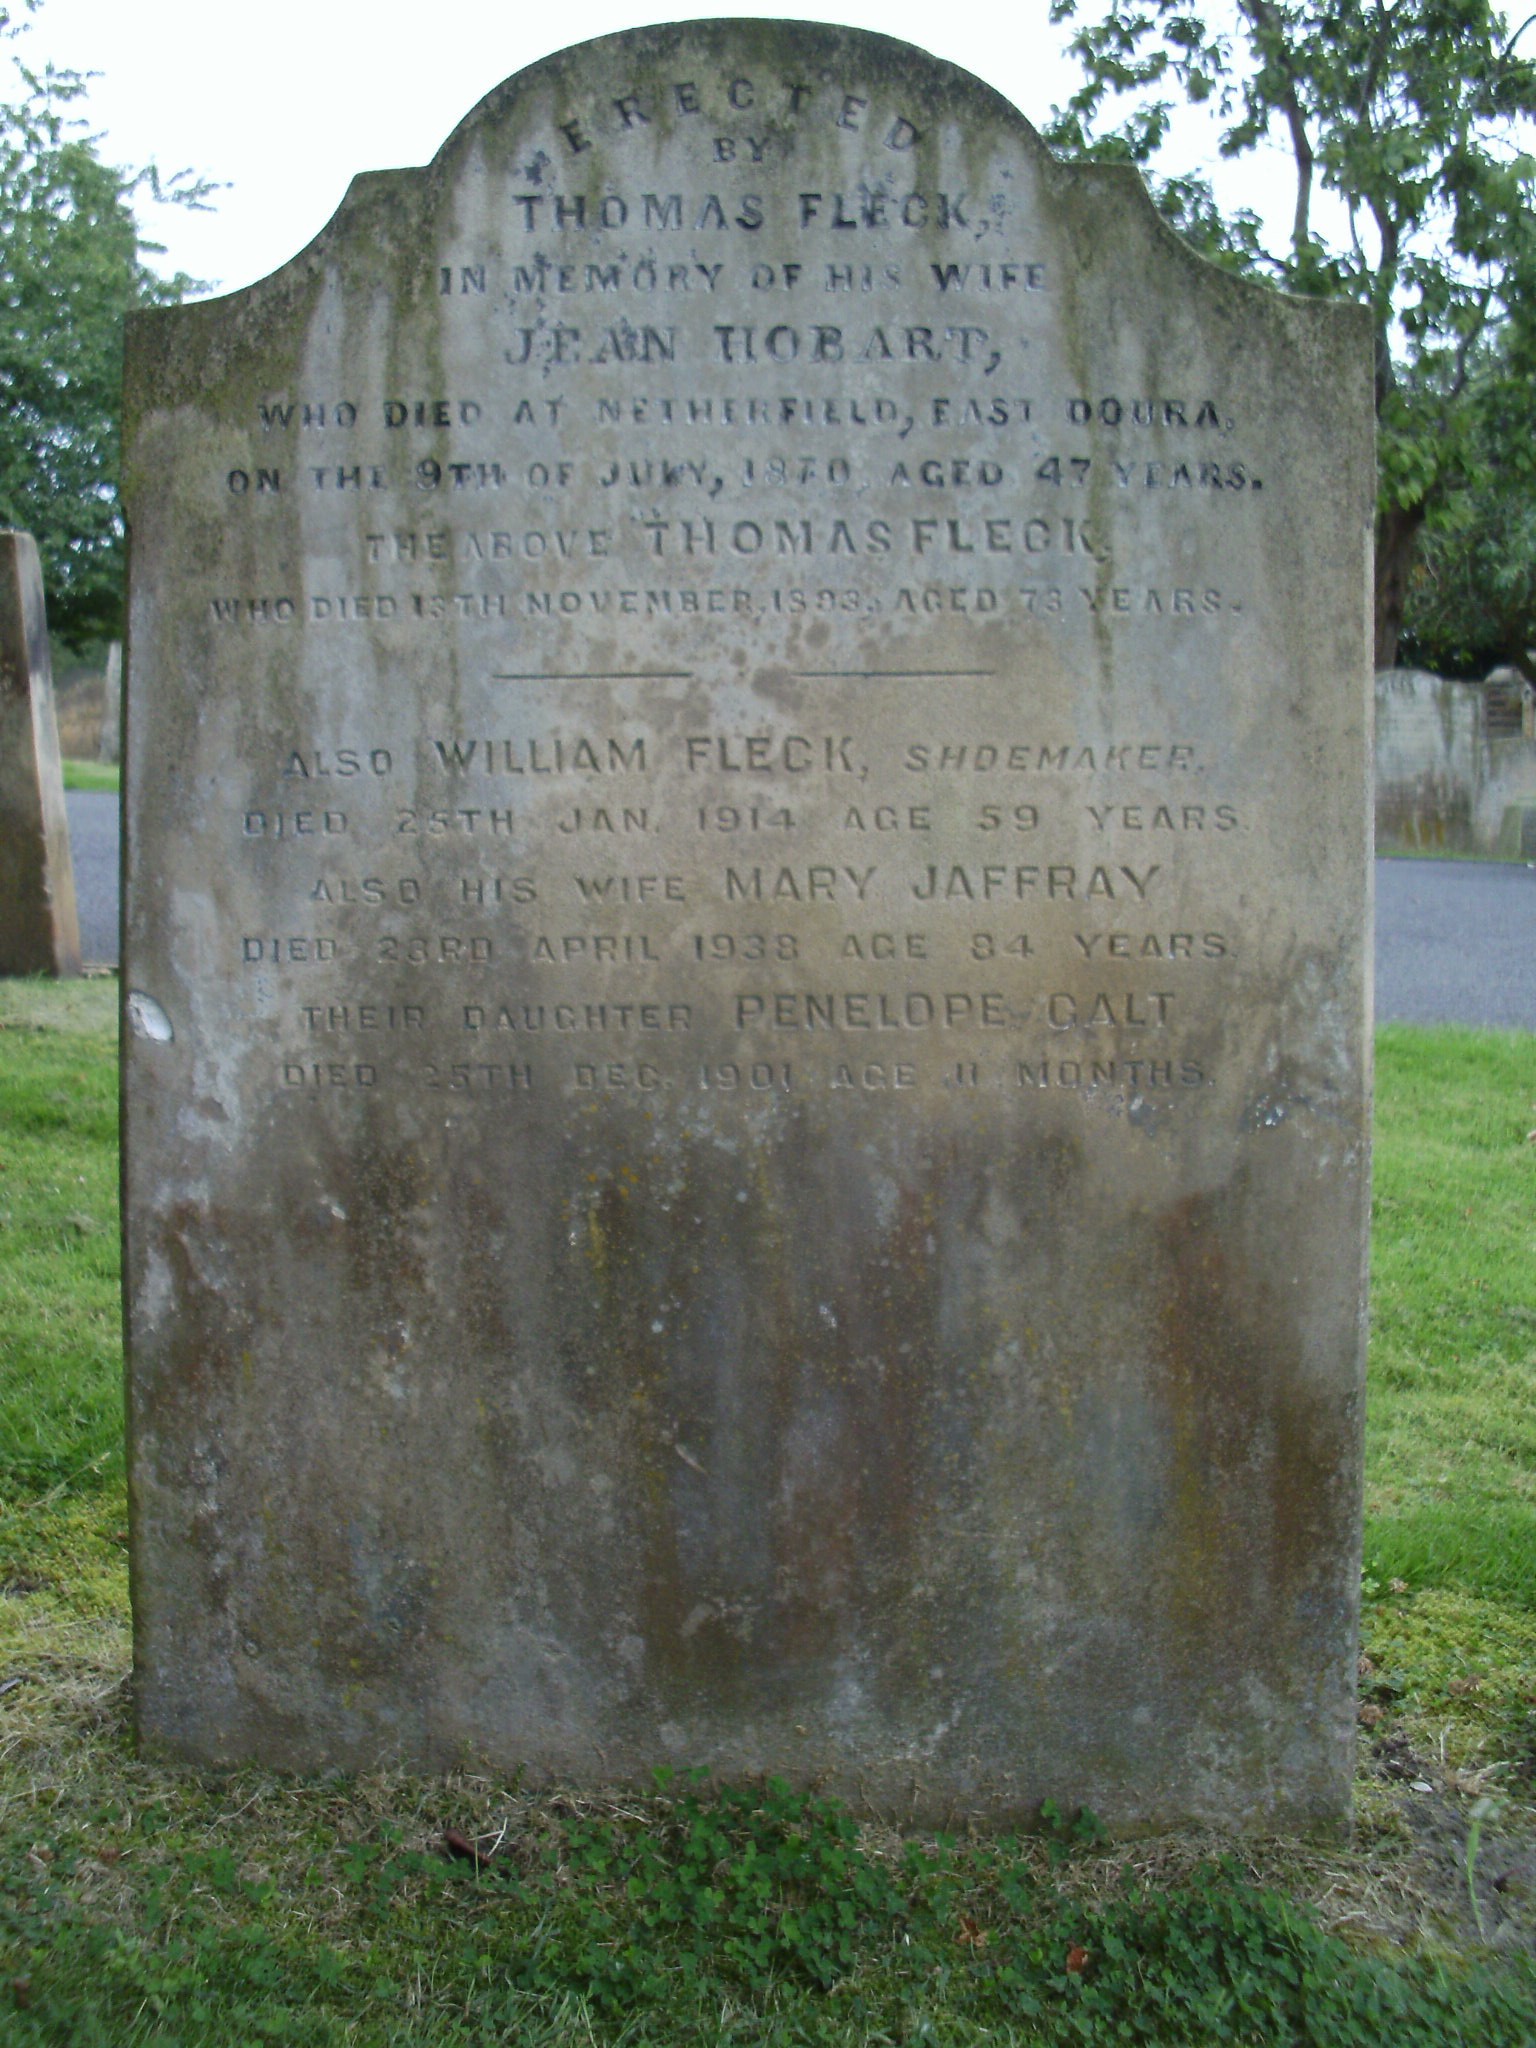 ERECTED
BY
THOMAS FLECK,
IN MEMORY OF HIS WIFE
JEAN HOBART,
WHO DIED AT NETHERFIELD, EAST DOURA,
ON THE 9TH OF JULY, 1870, AGED 47 YEARS.
THE ABOVE THOMAS FLECK,
WHO DIED 13TH NOVEMBER, 1893, AGED 73 YEARS.
ALSO WILLIAM FLECK, SHOEMAKER.
DIED 25TH JAN. 1914 AGE 59 YEARS.
ALSO HIS WIFE MARY JAFFRAY
DIED 23RD APRIL 1938 AGE 84 YEARS.
THEIR DAUGHTER PENELOPE GALT
DIED 25TH DEC. 1901 AGE 11 MONTHS.